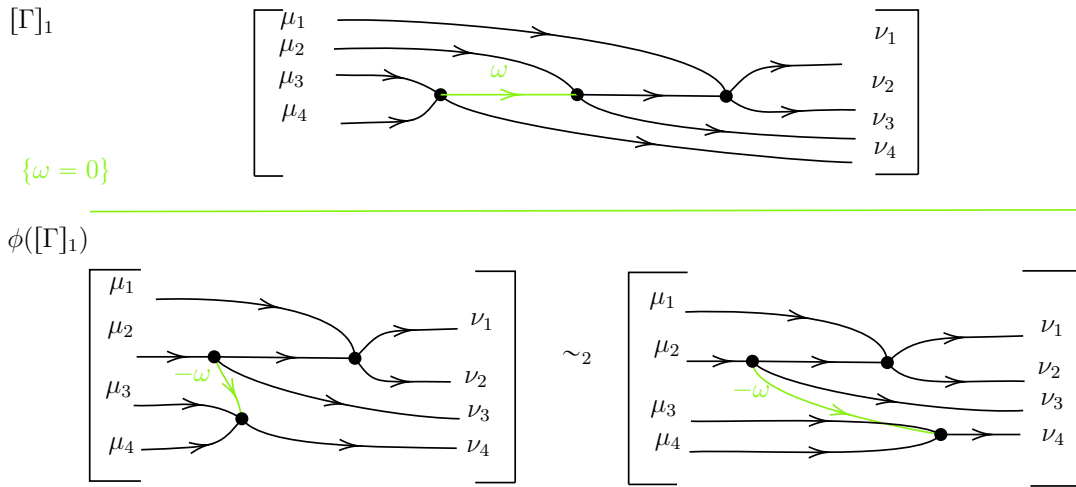 [Γ]₁
μ₁
μ₂
μ₃
μ₄
ω
ν₁
ν₂
ν₃
ν₄
{ω = 0}
ϕ([Γ]₁)
μ₁
μ₂
μ₃
μ₄
−ω
ν₁
ν₂
ν₃
ν₄
∼₂
μ₁
μ₂
μ₃
μ₄
−ω
ν₁
ν₂
ν₃
ν₄